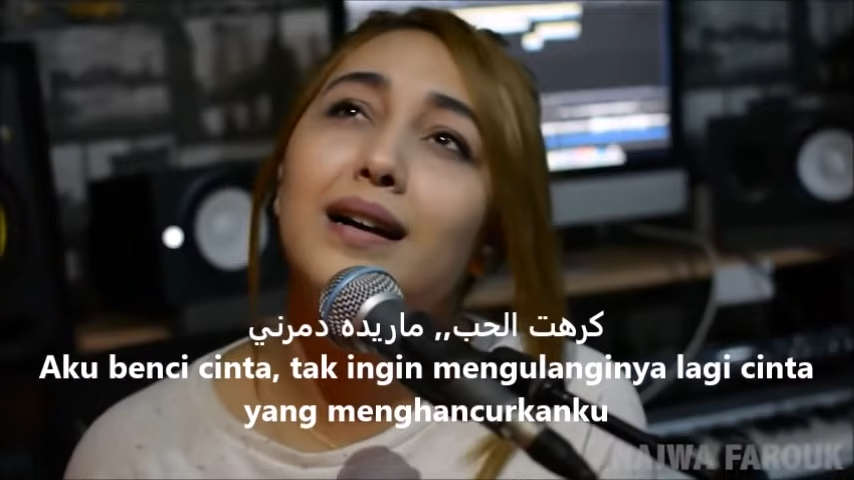 كرهت الحب,, ماريده دمرني
Aku benci cinta, tak ingin mengulanginya lagi cinta
yang menghancurkanku
NAJWA FAROUK